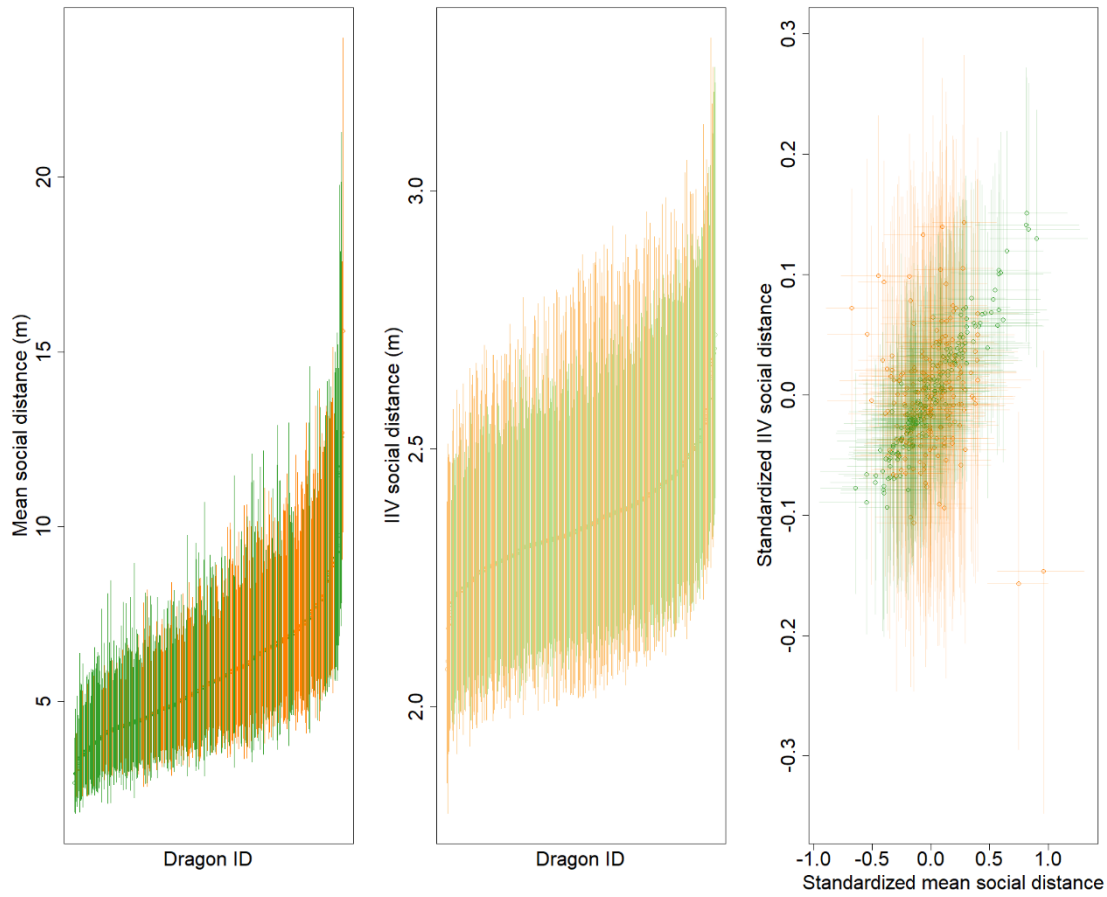 Mean social distance (m)
20
15
10
5
Dragon ID
IIV social distance (m)
3.0
2.5
2.0
Dragon ID
Standardized IIV social distance
0.3
0.2
0.1
0.0
-0.1
-0.2
-0.3
-1.0 -0.5 0.0 0.5 1.0
Standardized mean social distance